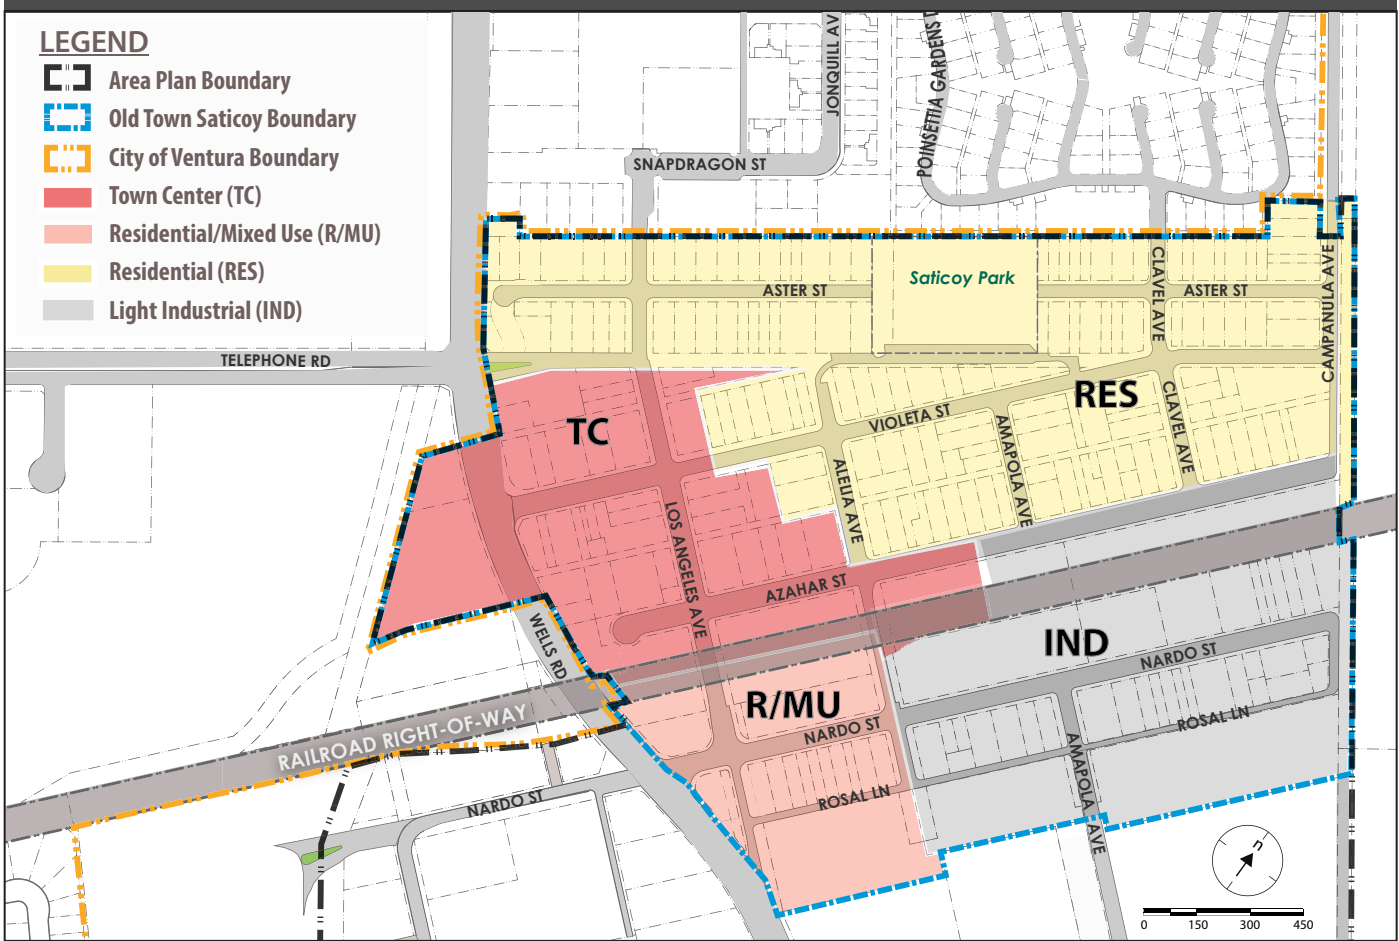 LEGEND
Area Plan Boundary
Old Town Saticoy Boundary
City of Ventura Boundary
Town Center (TC)
Residential/Mixed Use (R/MU)
Residential (RES)
Light Industrial (IND)
JONQUILL AV
POINSETTIA GARDENS
SNAPDRAGON ST
Saticoy Park
ASTER ST
CLAVEL AVE
ASTER ST
CAMPANULA AVE
TELEPHONE RD
TC
RES
VIOLETA ST
AMAPOLA AVE
CLAVEL AVE
ALELIA AVE
LOS ANGELES AVE
AZAHAR ST
WELLS RD
IND
NARDO ST
R/MU
NARDO ST
ROSAL LN
RAILROAD RIGHT-OF-WAY
AMAPOLA AVE
ROSAL LN
NARDO ST
n
0 150 300 450